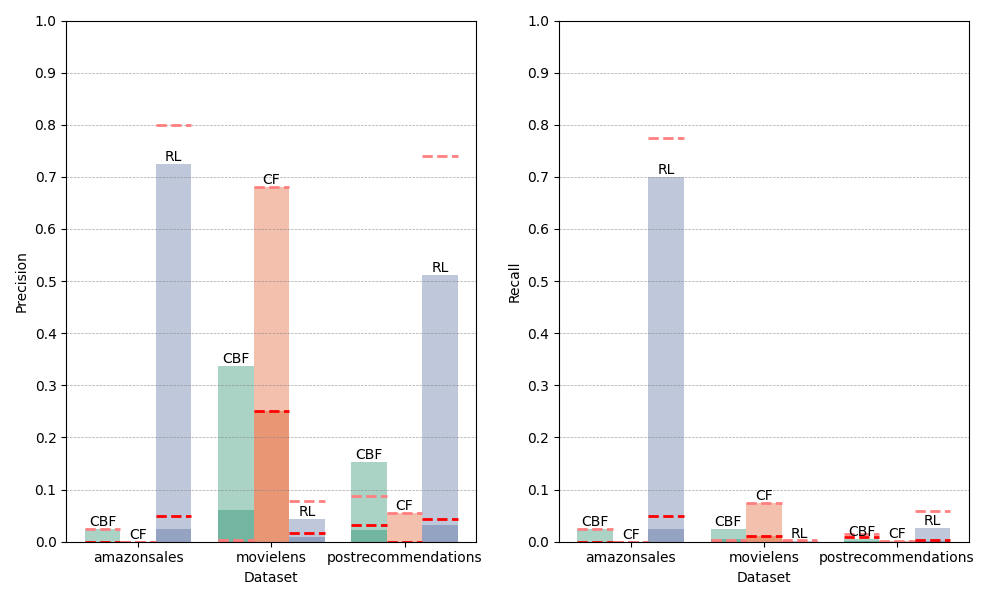 1.0
0.9
0.8
0.7
0.6
0.5
0.4
0.3
0.2
0.1
0.0
Precision
CBF
CF
RL
CBF
CF
RL
CBF
CF
RL
amazonsales
movielens
postrecommendations
Dataset
1.0
0.9
0.8
0.7
0.6
0.5
0.4
0.3
0.2
0.1
0.0
Recall
CBF
CF
RL
CBF
CF
RL
CBF
CF
RL
amazonsales
movielens
postrecommendations
Dataset